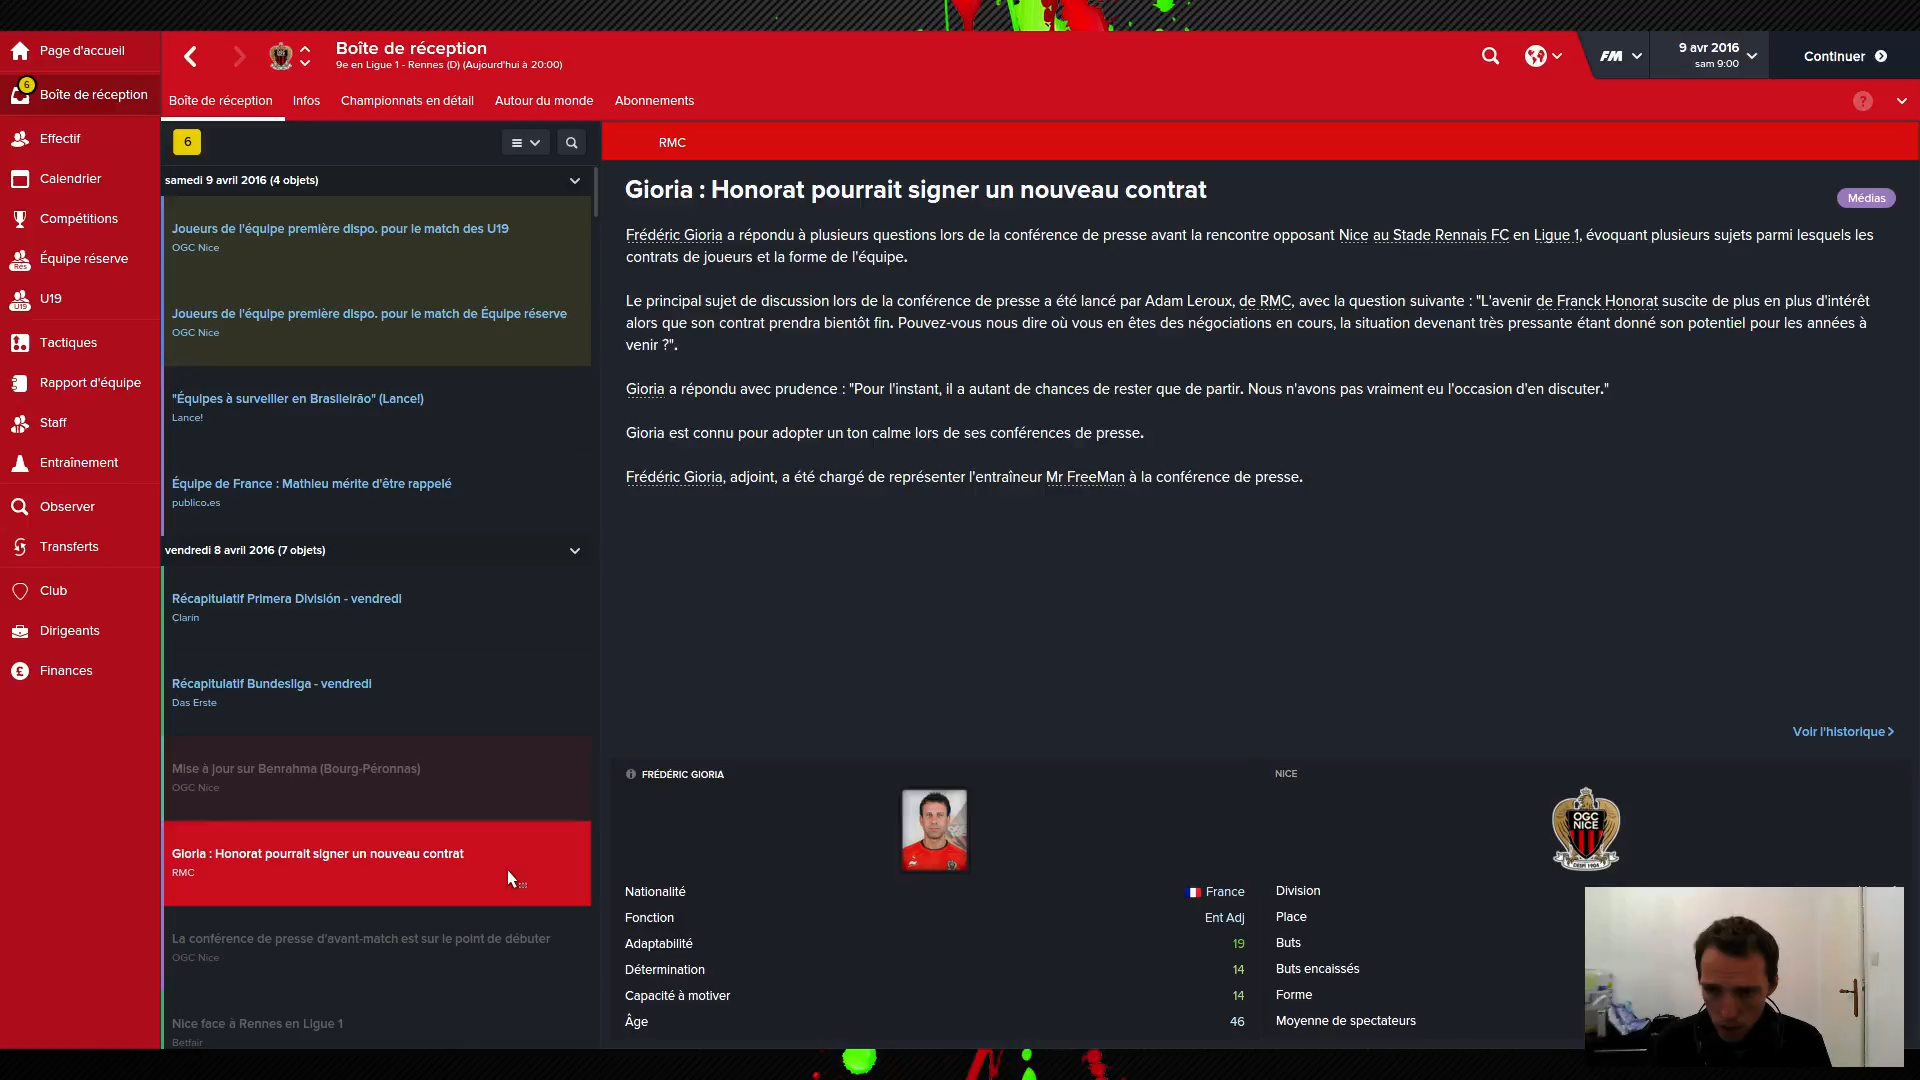 Page d'accueil
6
Boîte de réception
Effectif
Calendrier
Compétitions
Rés
Équipe réserve
U19
U19
Tactiques
Rapport d'équipe
Staff
Entraînement
Observer
Transferts
Club
Dirigeants
£
Finances
Boîte de réception
9e en Ligue 1 - Rennes (D) (Aujourd'hui à 20:00)
FM
9 avr 2016
sam 9:00
Continuer
Boîte de réception
Infos
Championnats en détail
Autour du monde
Abonnements
?
6
samedi 9 avril 2016 (4 objets)
Joueurs de l'équipe première dispo. pour le match des U19
OGC Nice
Joueurs de l'équipe première dispo. pour le match de Équipe réserve
OGC Nice
"Équipes à surveiller en Brasileirão" (Lance!)
Lance!
Équipe de France : Mathieu mérite d'être rappelé
publico.es
vendredi 8 avril 2016 (7 objets)
Récapitulatif Primera División - vendredi
Clarín
Récapitulatif Bundesliga - vendredi
Das Erste
Mise à jour sur Benrahma (Bourg-Péronnas)
OGC Nice
Gioria : Honorat pourrait signer un nouveau contrat
RMC
La conférence de presse d'avant-match est sur le point de débuter
OGC Nice
Nice face à Rennes en Ligue 1
Betfair
RMC
Gioria : Honorat pourrait signer un nouveau contrat
Médias
Frédéric Gioria a répondu à plusieurs questions lors de la conférence de presse avant la rencontre opposant Nice au Stade Rennais FC en Ligue 1, évoquant plusieurs sujets parmi lesquels les
contrats de joueurs et la forme de l'équipe.
Le principal sujet de discussion lors de la conférence de presse a été lancé par Adam Leroux, de RMC, avec la question suivante : "L'avenir de Franck Honorat suscite de plus en plus d'intérêt
alors que son contrat prendra bientôt fin. Pouvez-vous nous dire où vous en êtes des négociations en cours, la situation devenant très pressante étant donné son potentiel pour les années à
venir ?".
Gioria a répondu avec prudence : "Pour l'instant, il a autant de chances de rester que de partir. Nous n'avons pas vraiment eu l'occasion d'en discuter."
Gioria est connu pour adopter un ton calme lors de ses conférences de presse.
Frédéric Gioria, adjoint, a été chargé de représenter l'entraîneur Mr FreeMan à la conférence de presse.
Voir l'historique
FRÉDÉRIC GIORIA
Nationalité France
Fonction Ent Adj
Adaptabilité 19
Détermination 14
Capacité à motiver 14
Âge 46
NICE
OGC
NICE
DEPUIS 1904
Division
Place
Buts
Buts encaissés
Forme
Moyenne de spectateurs